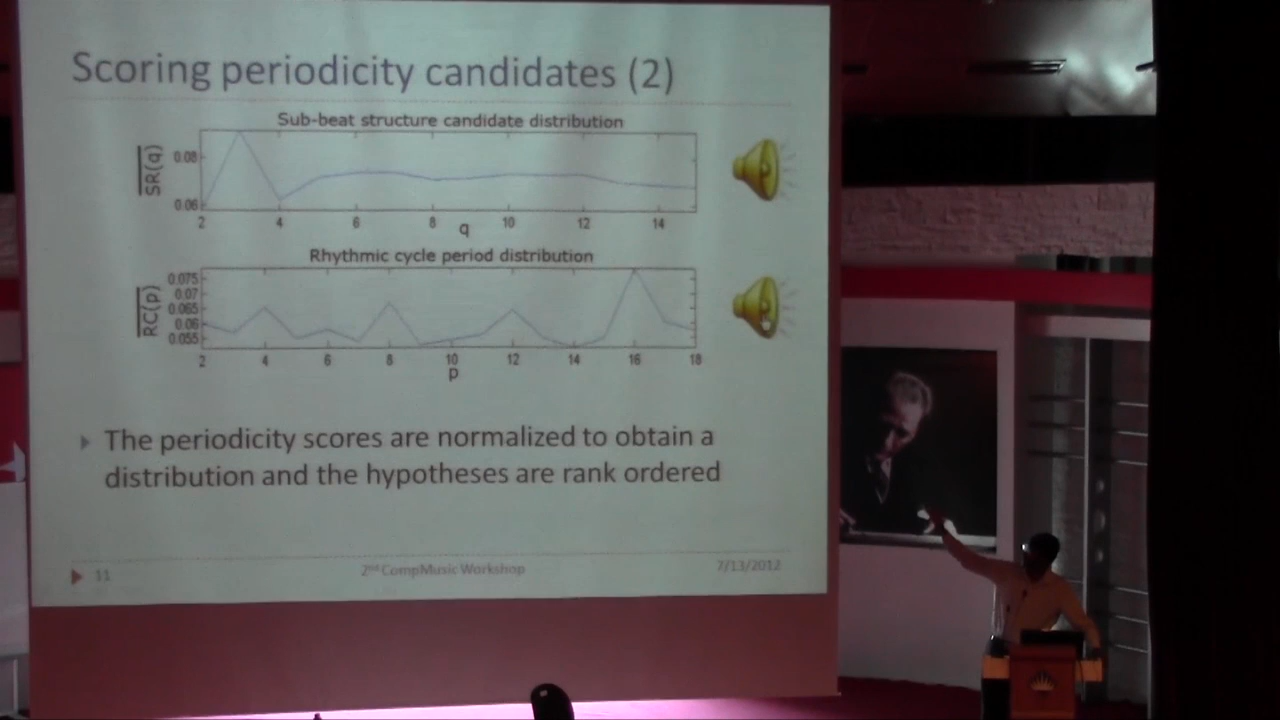 Scoring periodicity candidates (2)
Sub-beat structure candidate distribution
SR(q)
0.08
0.06
2 4 6 8 10 12 14
q
Rhythmic cycle period distribution
RC(p)
0.075
0.07
0.065
0.06
0.055
2 4 6 8 10 12 14 16 18
p
The periodicity scores are normalized to obtain a
distribution and the hypotheses are rank ordered
11 2nd CompMusic Workshop 7/13/2012